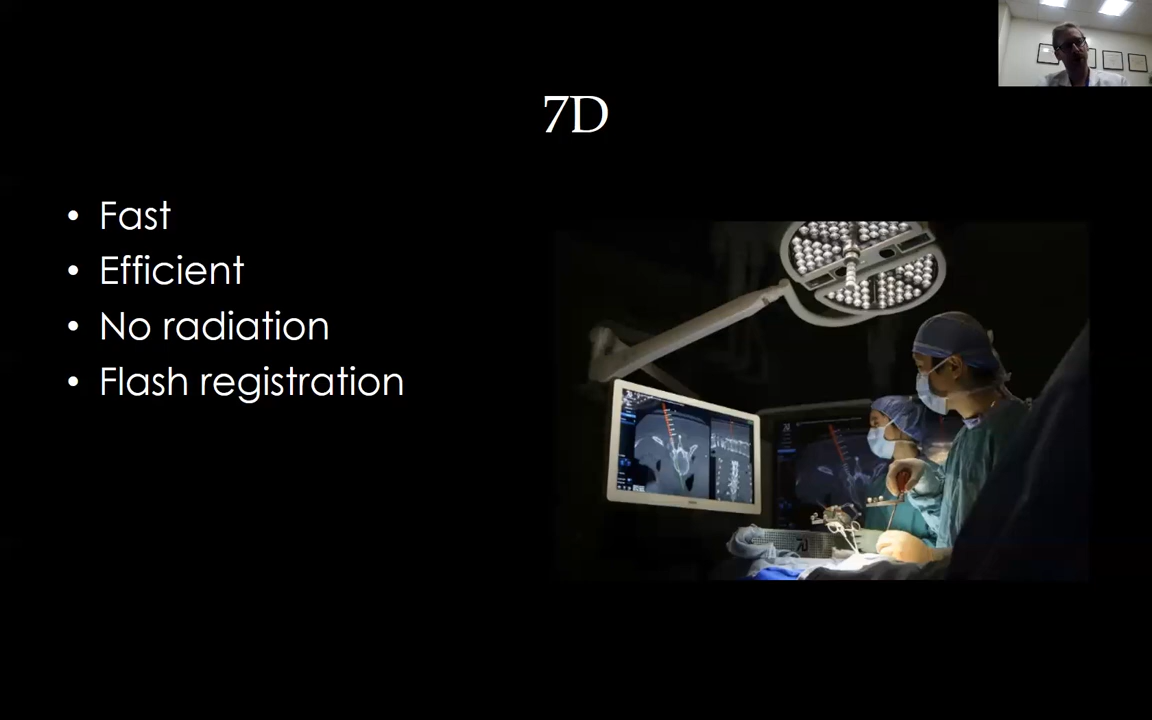 7D
• Fast
• Efficient
• No radiation
• Flash registration